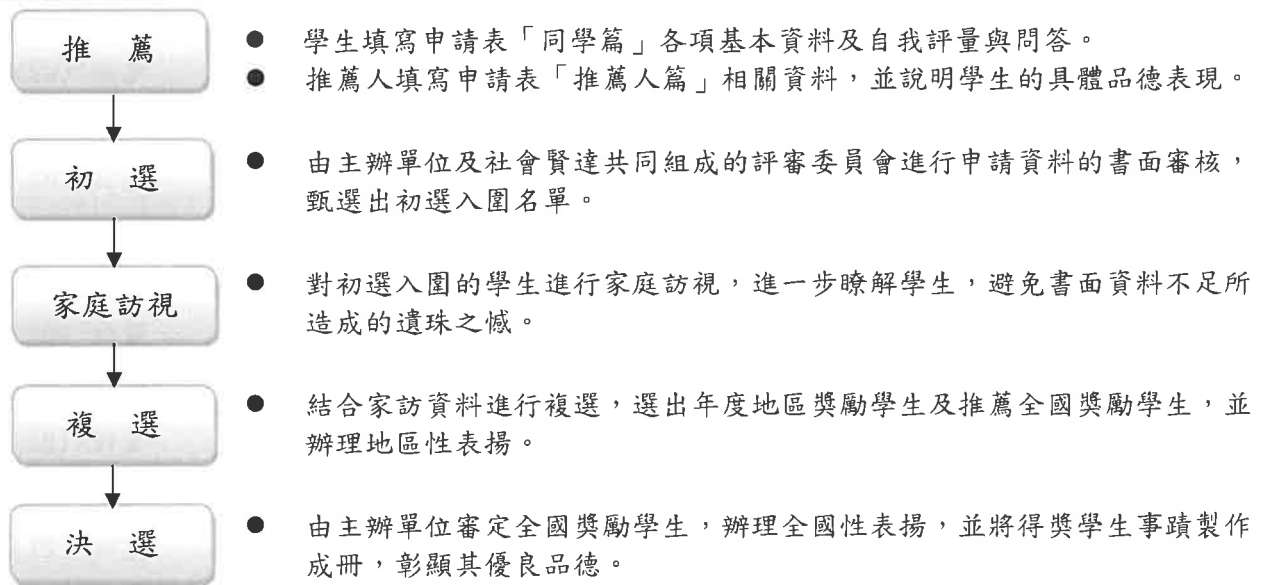 推 薦
● 學生填寫申請表「同學篇」各項基本資料及自我評量與問答。
● 推薦人填寫申請表「推薦人篇」相關資料，並說明學生的具體品德表現。
初 選
● 由主辦單位及社會賢達共同組成的評審委員會進行申請資料的書面審核，
甄選出初選入圍名單。
家庭訪視
● 對初選入圍的學生進行家庭訪視，進一步瞭解學生，避免書面資料不足所
造成的遺珠之憾。
複 選
● 結合家訪資料進行複選，選出年度地區獎勵學生及推薦全國獎勵學生，並
辦理地區性表揚。
決 選
● 由主辦單位審定全國獎勵學生，辦理全國性表揚，並將得獎學生事蹟製作
成冊，彰顯其優良品德。